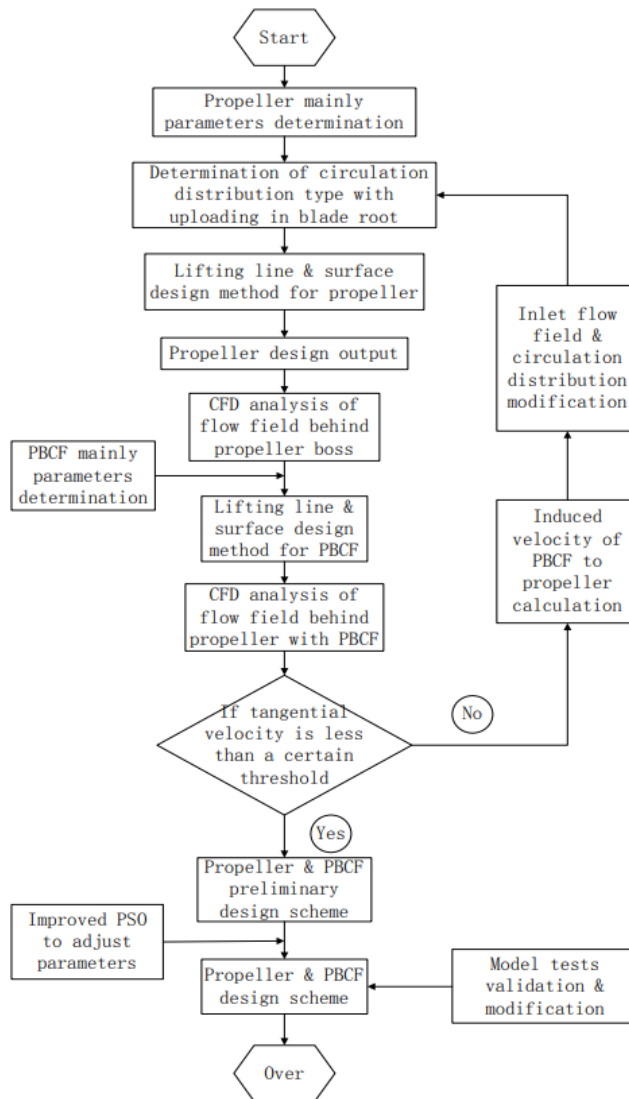 Start
Propeller mainly
parameters determination
Determination of circulation
distribution type with
uploading in blade root
Lifting line & surface
design method for propeller
Propeller design output
CFD analysis of
flow field behind
propeller boss
PBCF mainly
parameters
determination
Lifting line &
surface design
method for PBCF
CFD analysis of
flow field behind
propeller with PBCF
If tangential
velocity is less
than a certain
threshold
No
Induced
velocity of
PBCF to
propeller
calculation
Inlet flow
field &
circulation
distribution
modification
Yes
Propeller & PBCF
preliminary
design scheme
Improved PSO
to adjust
parameters
Propeller & PBCF
design scheme
Model tests
validation &
modification
Over